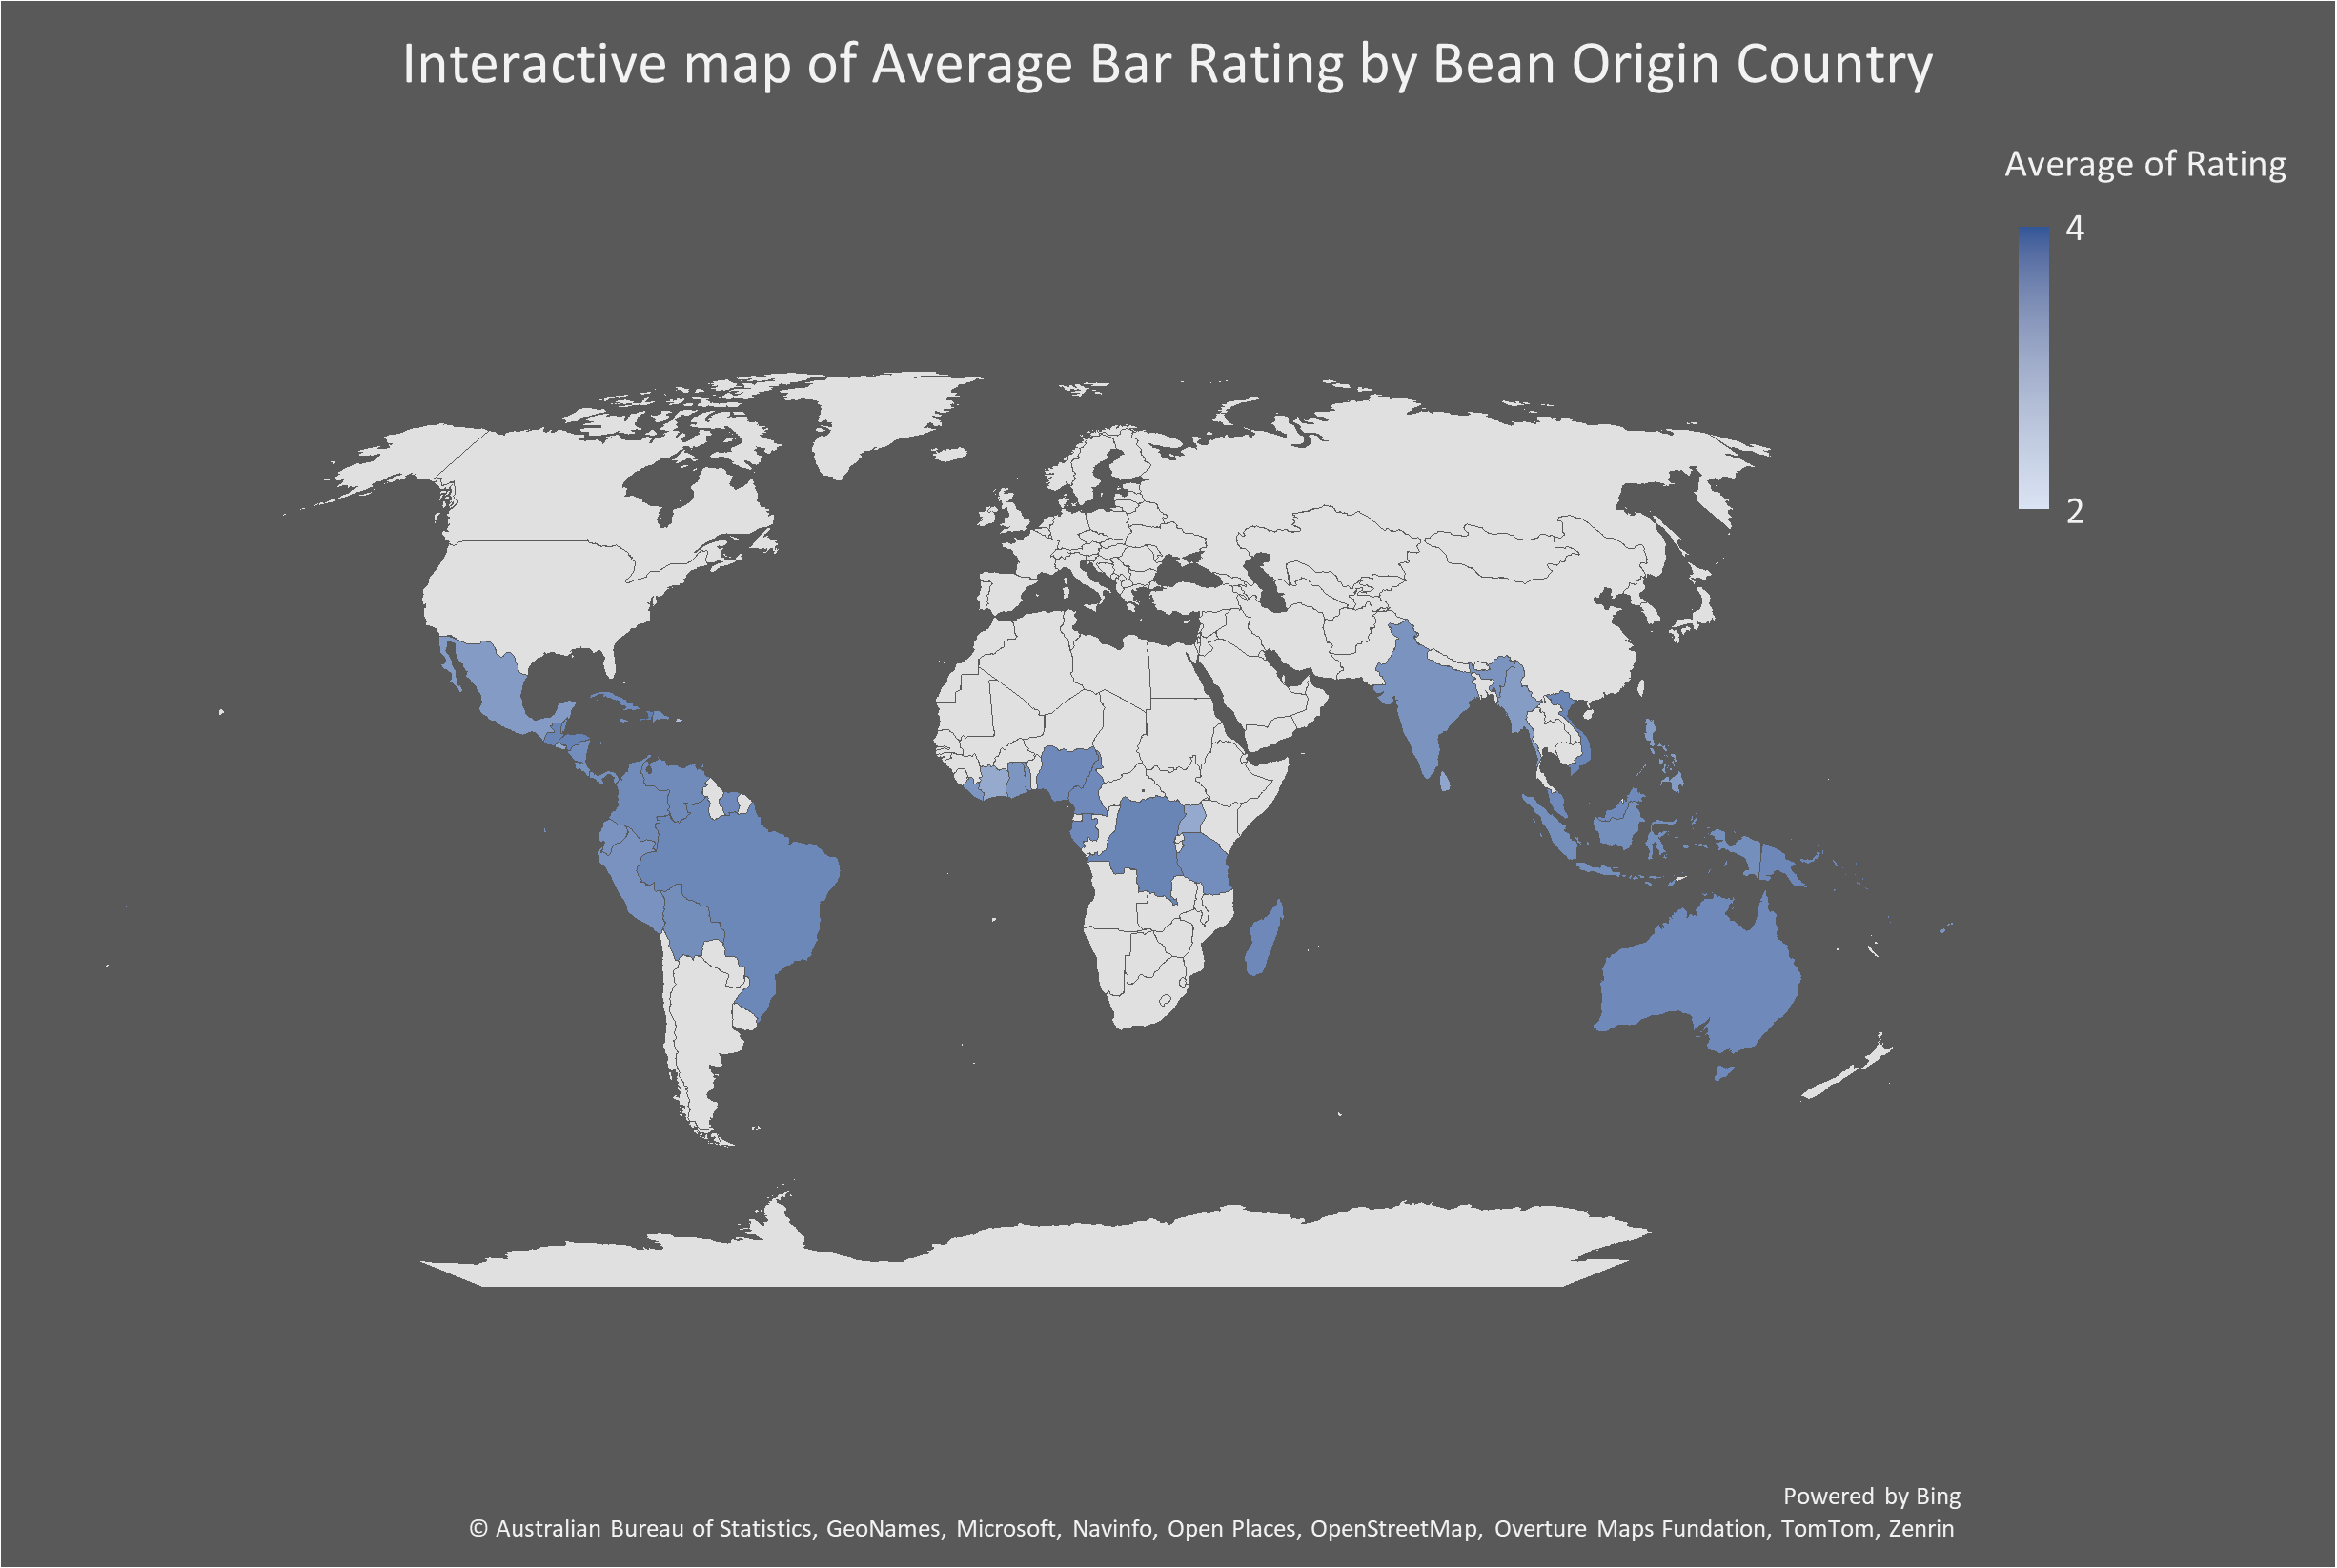 Interactive map of Average Bar Rating by Bean Origin Country
Average of Rating
4
2
Powered by Bing
© Australian Bureau of Statistics, GeoNames, Microsoft, Navinfo, Open Places, OpenStreetMap, Overture Maps Fundation, TomTom, Zenrin